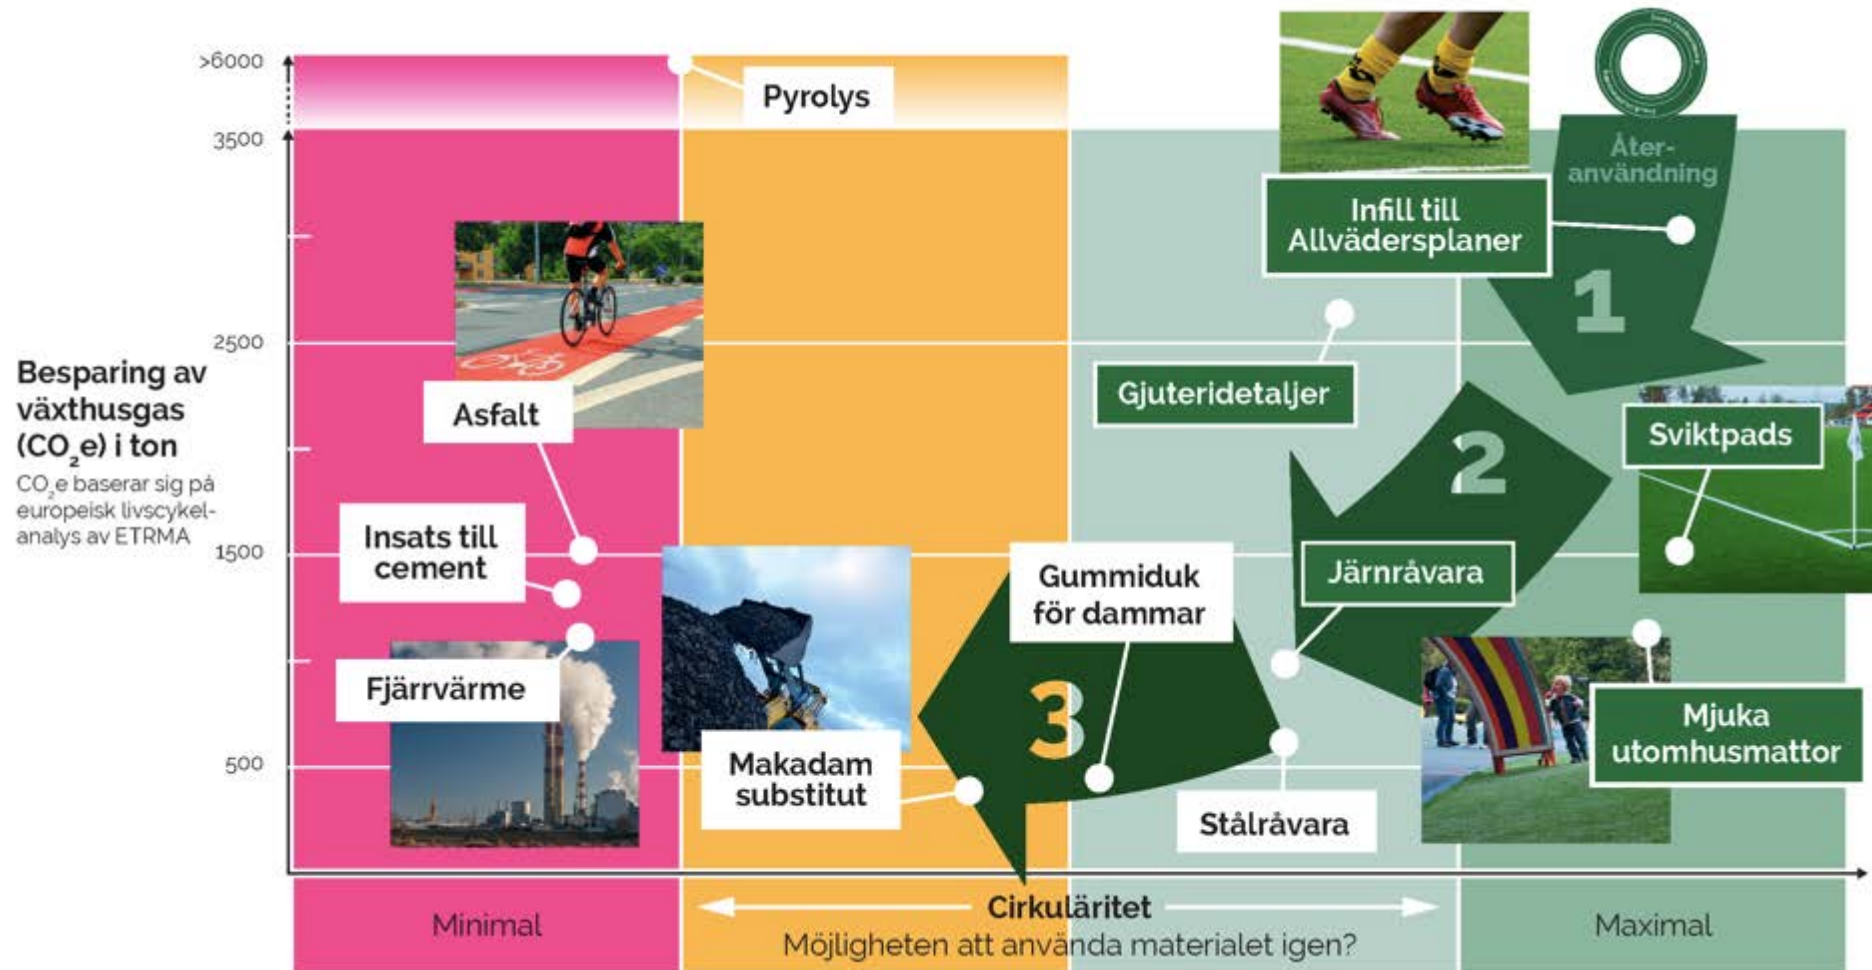 >6000
3500
2500
1500
500
Besparing av
växthusgas
(CO₂e) i ton
CO₂e baserar sig på
europeisk livscykel-
analys av ETRMA
Pyrolys
Asfalt
Insats till
cement
Fjärrvärme
Makadam
substitut
Gummiduk
för dammar
Stålråvara
Järnråvara
Gjuteridetaljer
Infill till
Allvädersplaner
Åter-
användning
1
2
3
Sviktpads
Mjuka
utomhusmattor
Minimal
Cirkuläritet
Möjligheten att använda materialet igen?
Maximal